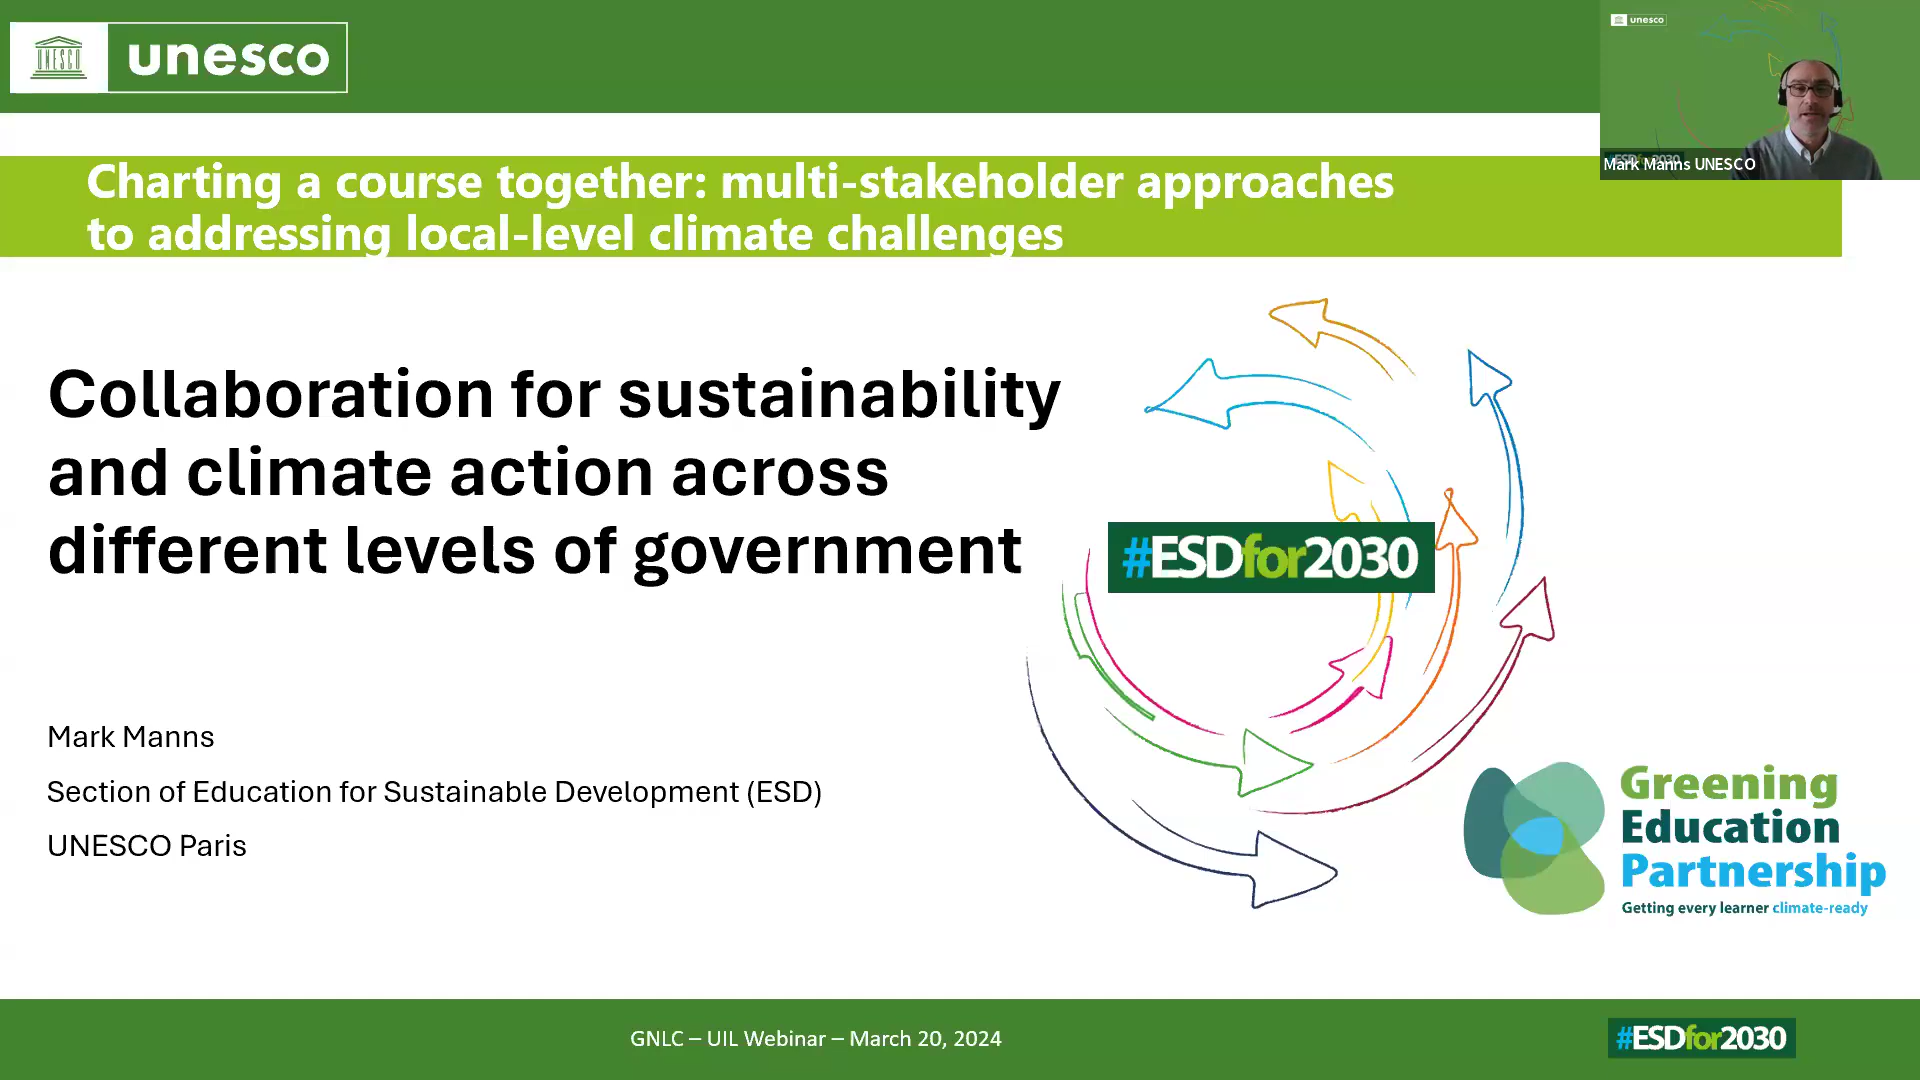 UNESCO
unesco
unesco
Mark Manns UNESCO
Charting a course together: multi-stakeholder approaches
to addressing local-level climate challenges
Collaboration for sustainability
and climate action across
different levels of government
#ESDfor2030
Mark Manns
Section of Education for Sustainable Development (ESD)
UNESCO Paris
Greening
Education
Partnership
Getting every learner climate-ready
GNLC – UIL Webinar – March 20, 2024
#ESDfor2030